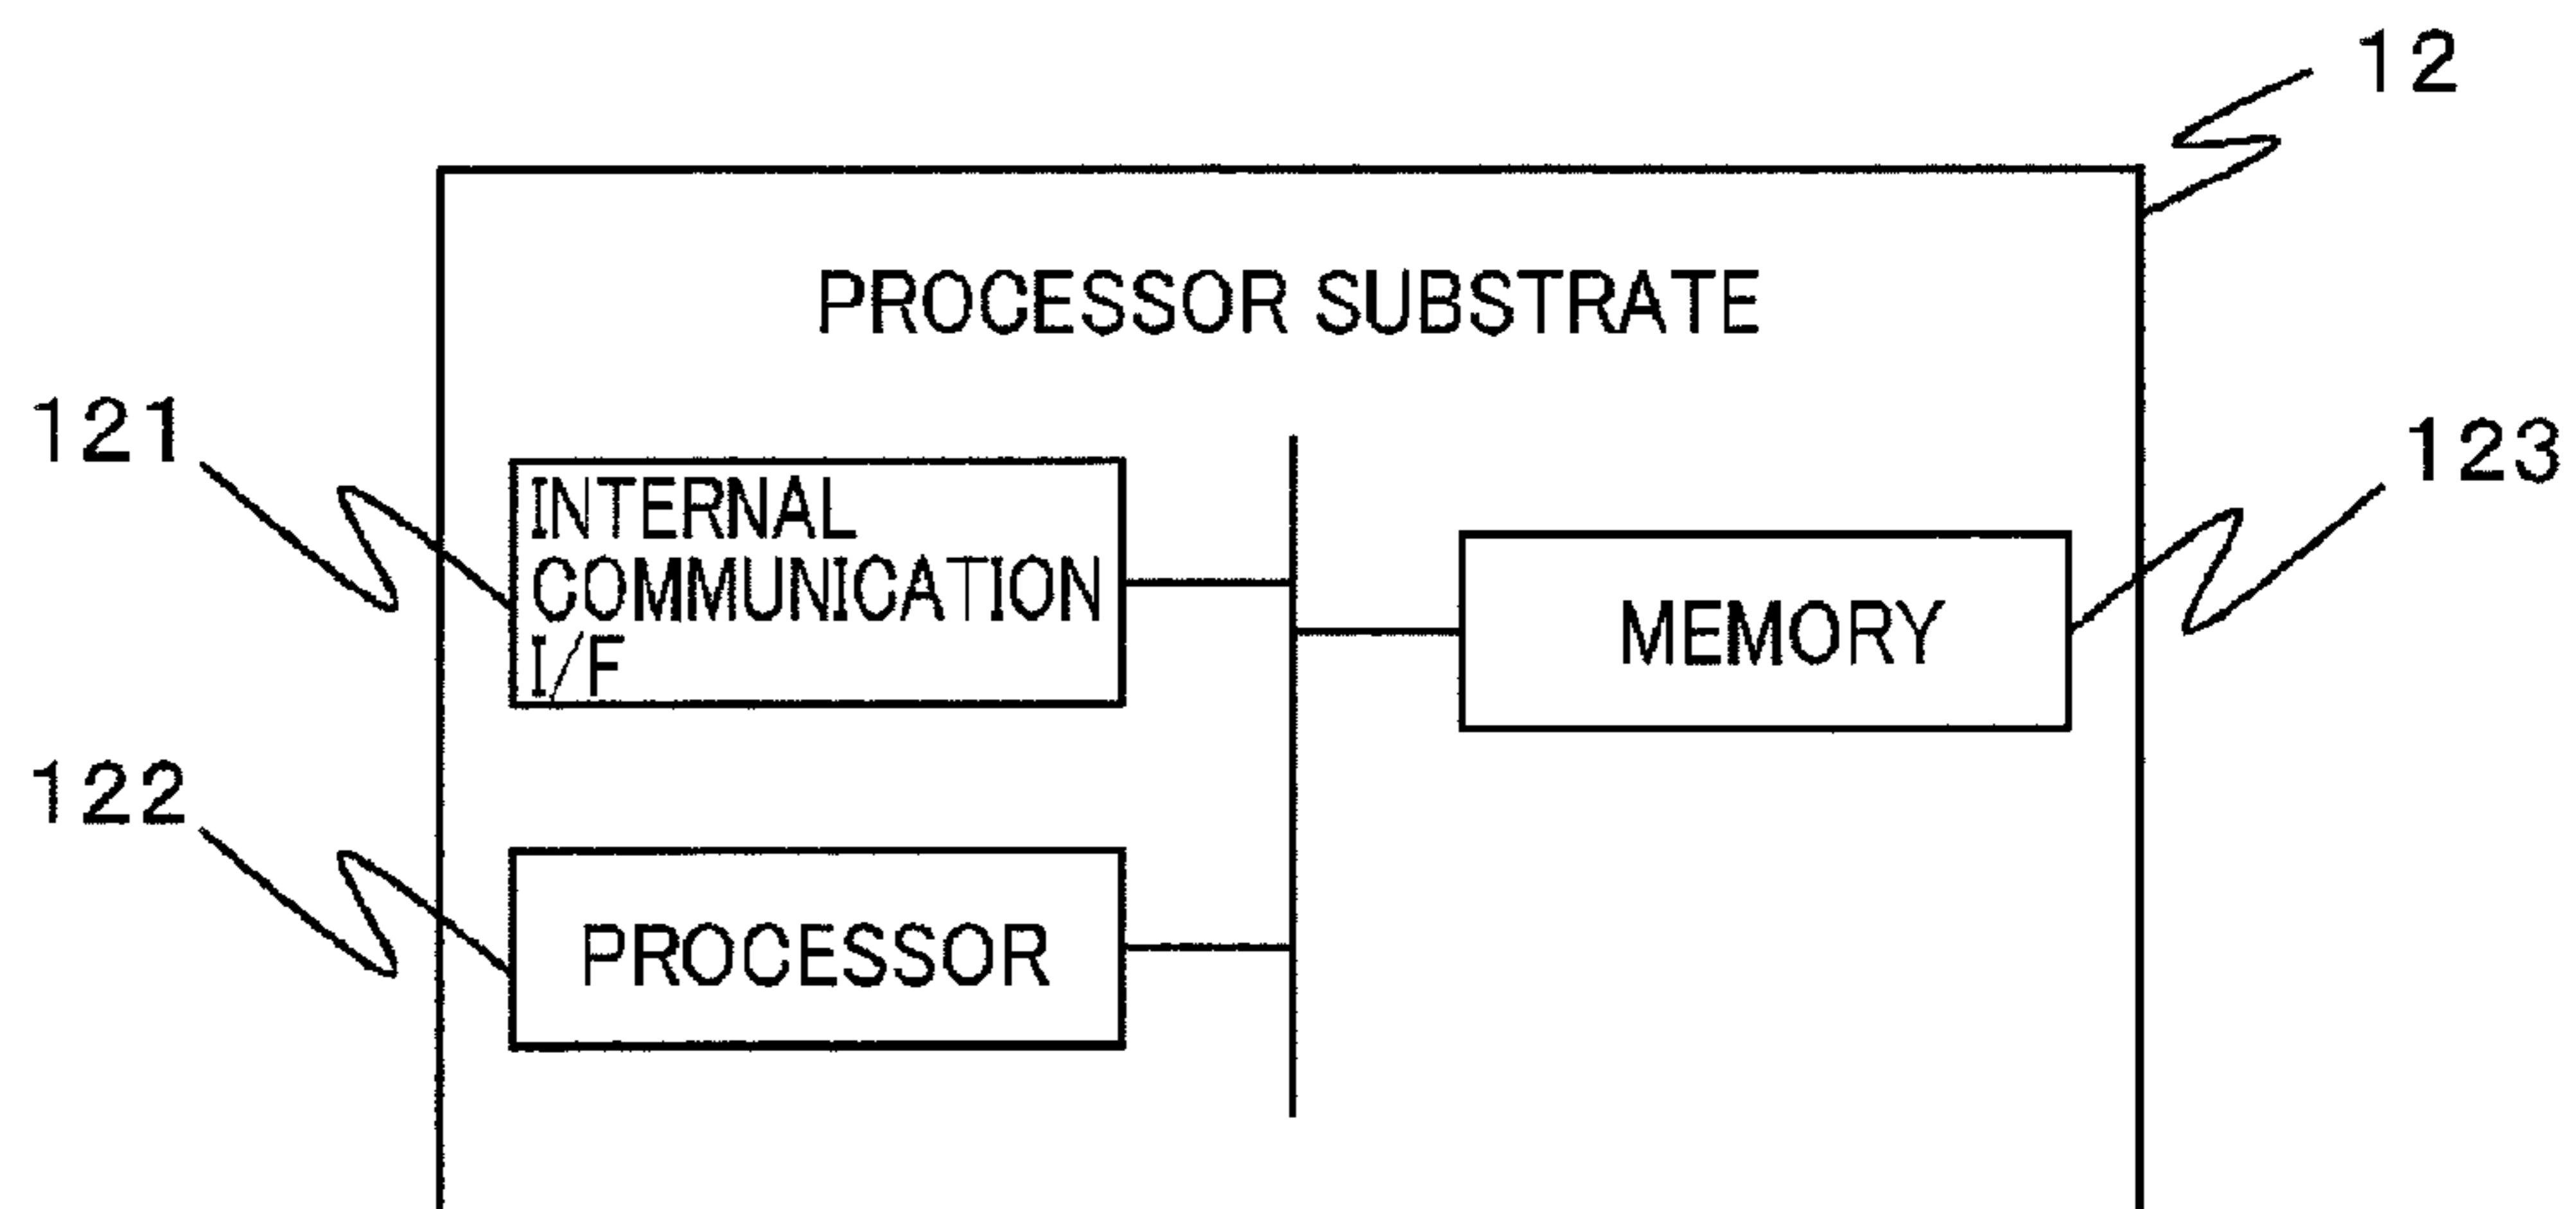 12
PROCESSOR SUBSTRATE
121
INTERNAL
COMMUNICATION
I/F
123
MEMORY
122
PROCESSOR